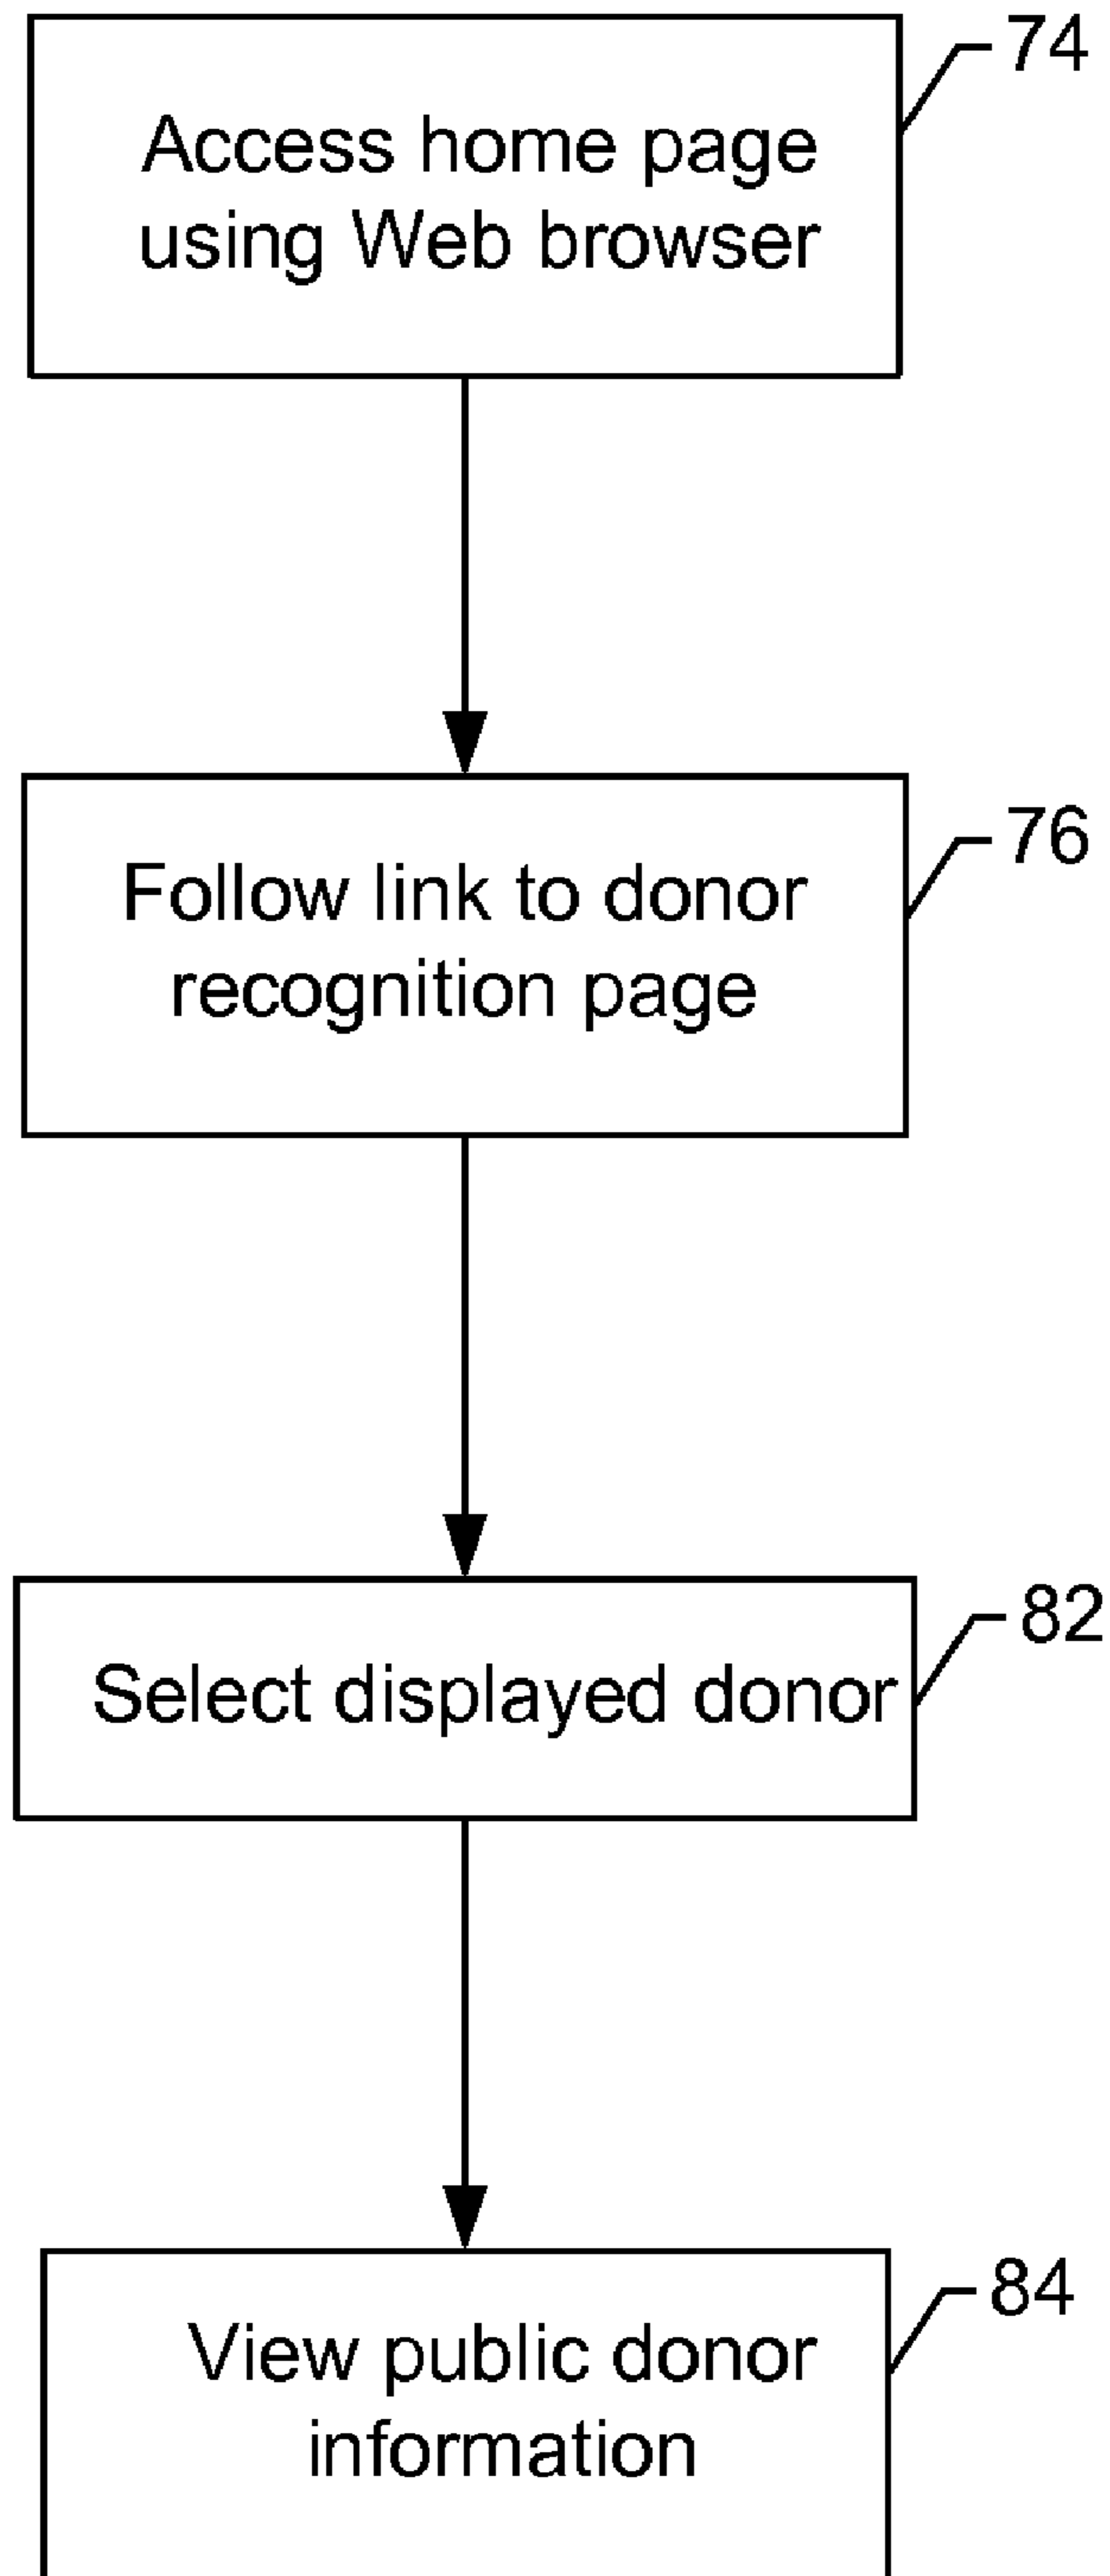 74
Access home page
using Web browser
76
Follow link to donor
recognition page
82
Select displayed donor
84
View public donor
information